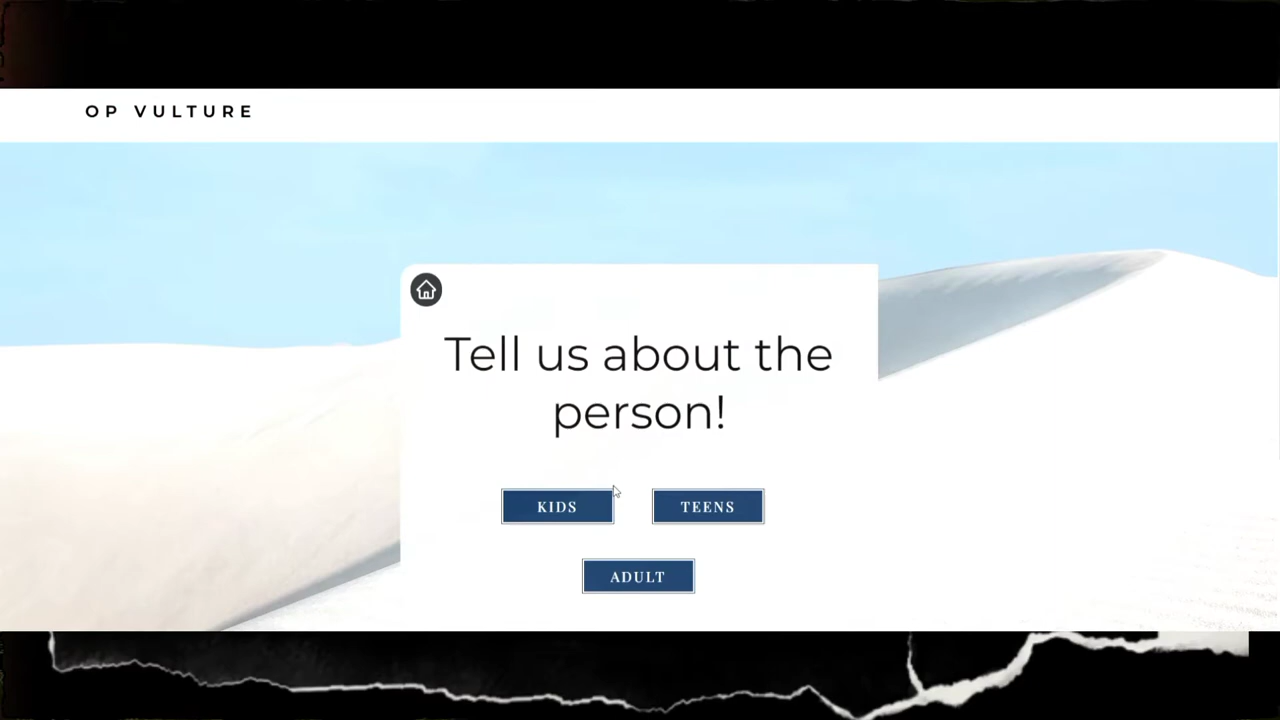 OP VULTURE
Tell us about the
person!
KIDS
TEENS
ADULT